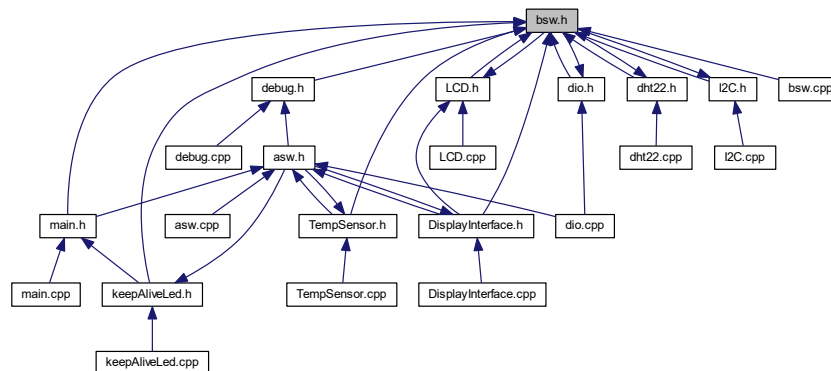 bsw.h
debug.h
LCD.h
dio.h
dht22.h
I2C.h
bsw.cpp
debug.cpp
asw.h
LCD.cpp
dht22.cpp
I2C.cpp
main.h
asw.cpp
TempSensor.h
DisplayInterface.h
dio.cpp
main.cpp
keepAliveLed.h
TempSensor.cpp
DisplayInterface.cpp
keepAliveLed.cpp